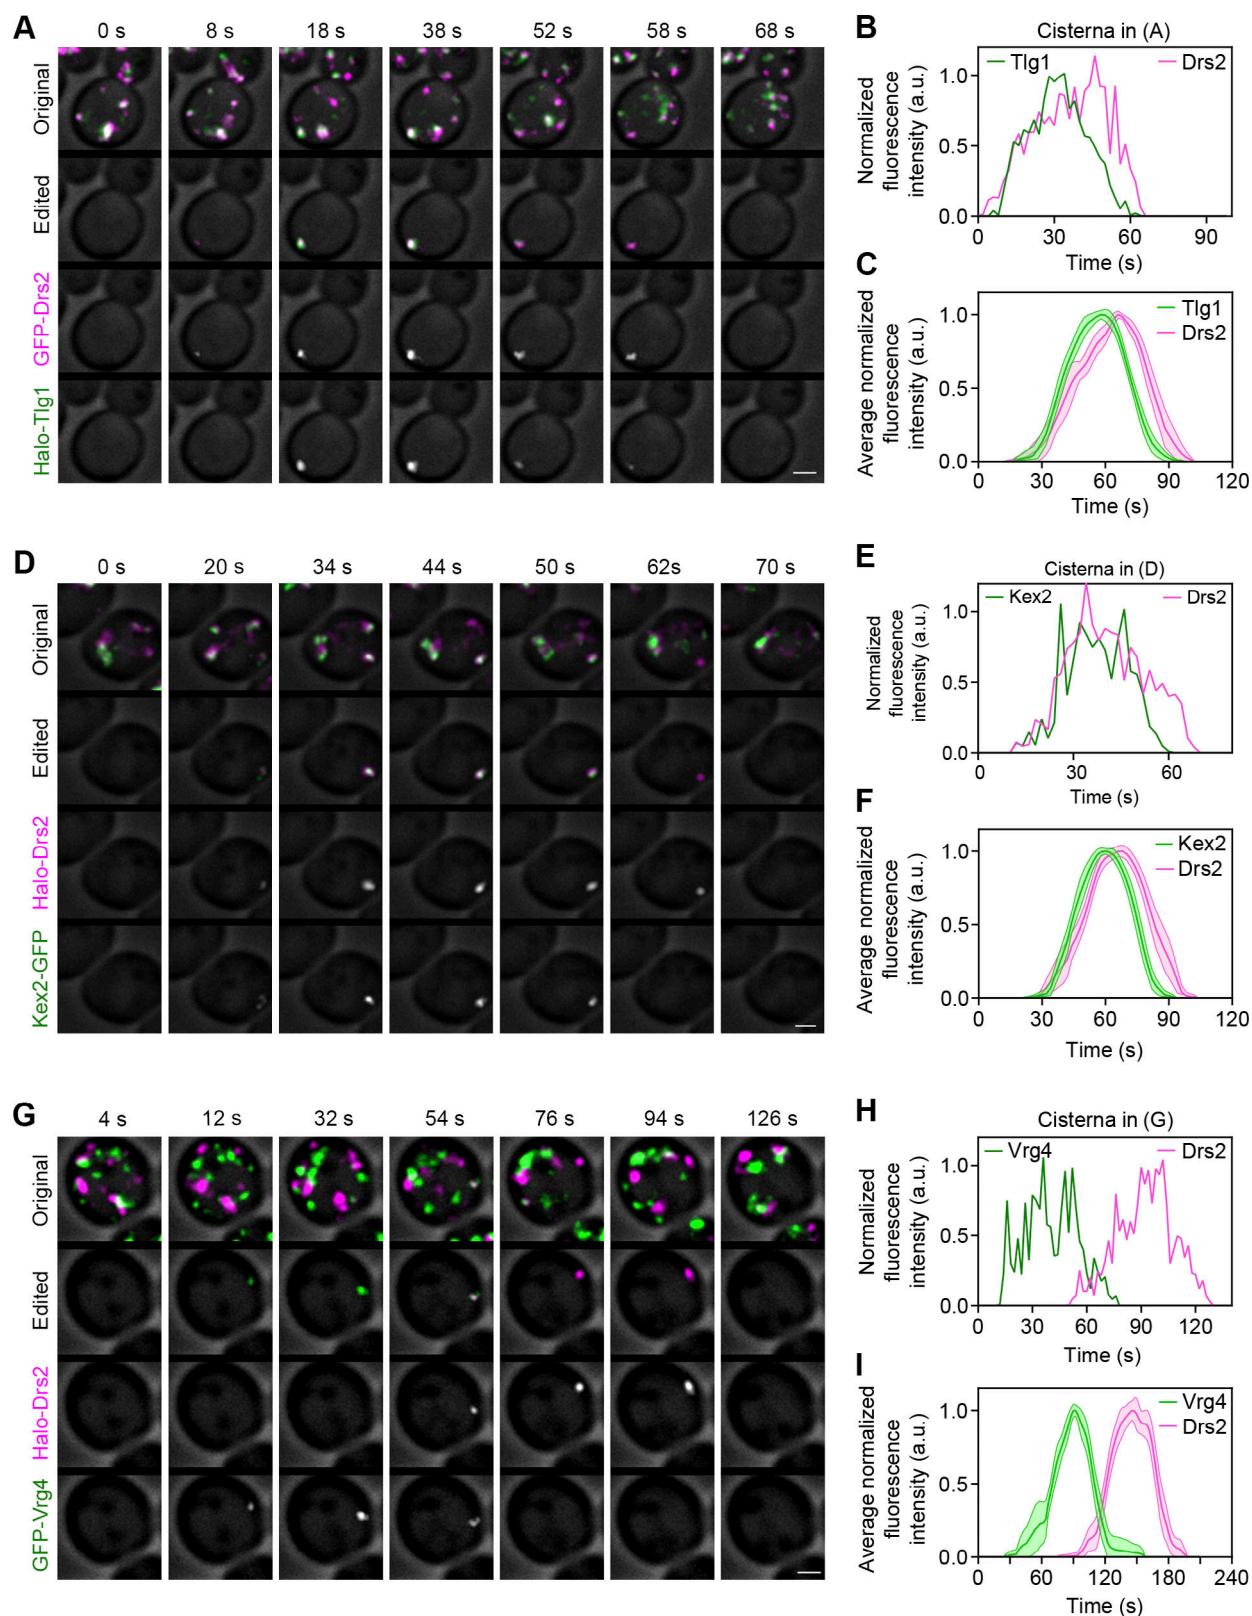 A
0 s 8 s 18 s 38 s 52 s 58 s 68 s
Original
Edited
GFP-Drs2
Halo-Tlg1
B
Cisterna in (A)
Tlg1 Drs2
Normalized
fluorescence
intensity (a.u.)
1.0
0.5
0.0
0 30 60 90
Time (s)
C
Tlg1
Drs2
Average normalized
fluorescence
intensity (a.u.)
1.0
0.5
0.0
0 30 60 90 120
Time (s)
D
0 s 20 s 34 s 44 s 50 s 62s 70 s
Original
Edited
Halo-Drs2
Kex2-GFP
E
Cisterna in (D)
Kex2 Drs2
Normalized
fluorescence
intensity (a.u.)
1.0
0.5
0.0
0 30 60
Time (s)
F
Kex2
Drs2
Average normalized
fluorescence
intensity (a.u.)
1.0
0.5
0.0
0 30 60 90 120
Time (s)
G
4 s 12 s 32 s 54 s 76 s 94 s 126 s
Original
Edited
Halo-Drs2
GFP-Vrg4
H
Cisterna in (G)
Vrg4 Drs2
Normalized
fluorescence
intensity (a.u.)
1.0
0.5
0.0
0 30 60 90 120
Time (s)
I
Vrg4
Drs2
Average normalized
fluorescence
intensity (a.u.)
1.0
0.5
0.0
0 60 120 180 240
Time (s)